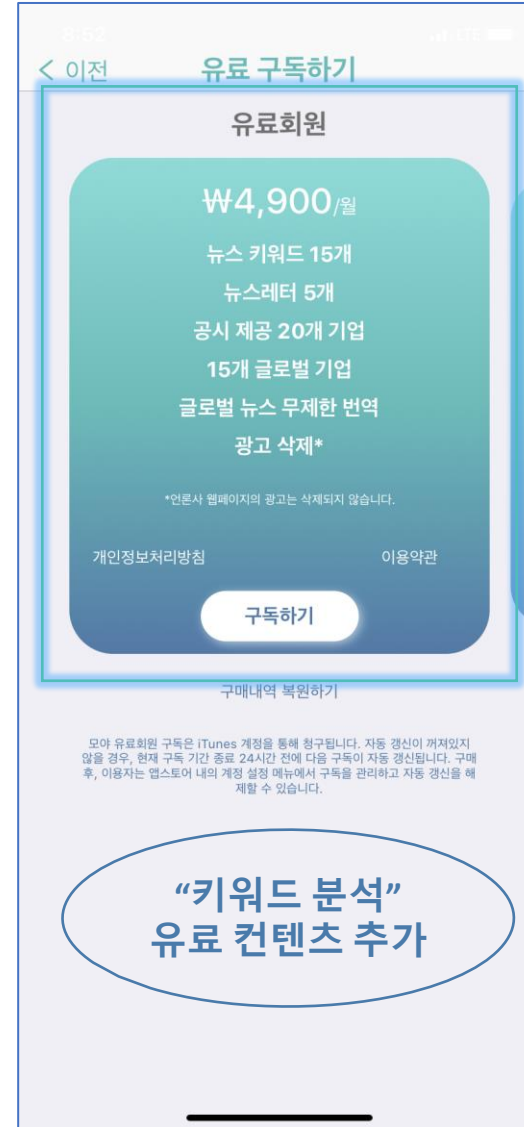 8:52
LTE
< 이전
유료 구독하기
유료회원
₩4,900/월
뉴스 키워드 15개
뉴스레터 5개
공시 제공 20개 기업
15개 글로벌 기업
글로벌 뉴스 무제한 번역
광고 삭제*
*언론사 웹페이지의 광고는 삭제되지 않습니다.
개인정보처리방침
이용약관
구독하기
구매내역 복원하기
모야 유료회원 구독은 iTunes 계정을 통해 청구됩니다. 자동 갱신이 꺼져있지
않을 경우, 현재 구독 기간 종료 24시간 전에 다음 구독이 자동 갱신됩니다. 구매
후, 이용자는 앱스토어 내의 계정 설정 메뉴에서 구독을 관리하고 자동 갱신을 해
제할 수 있습니다.
“키워드 분석”
유료 컨텐츠 추가